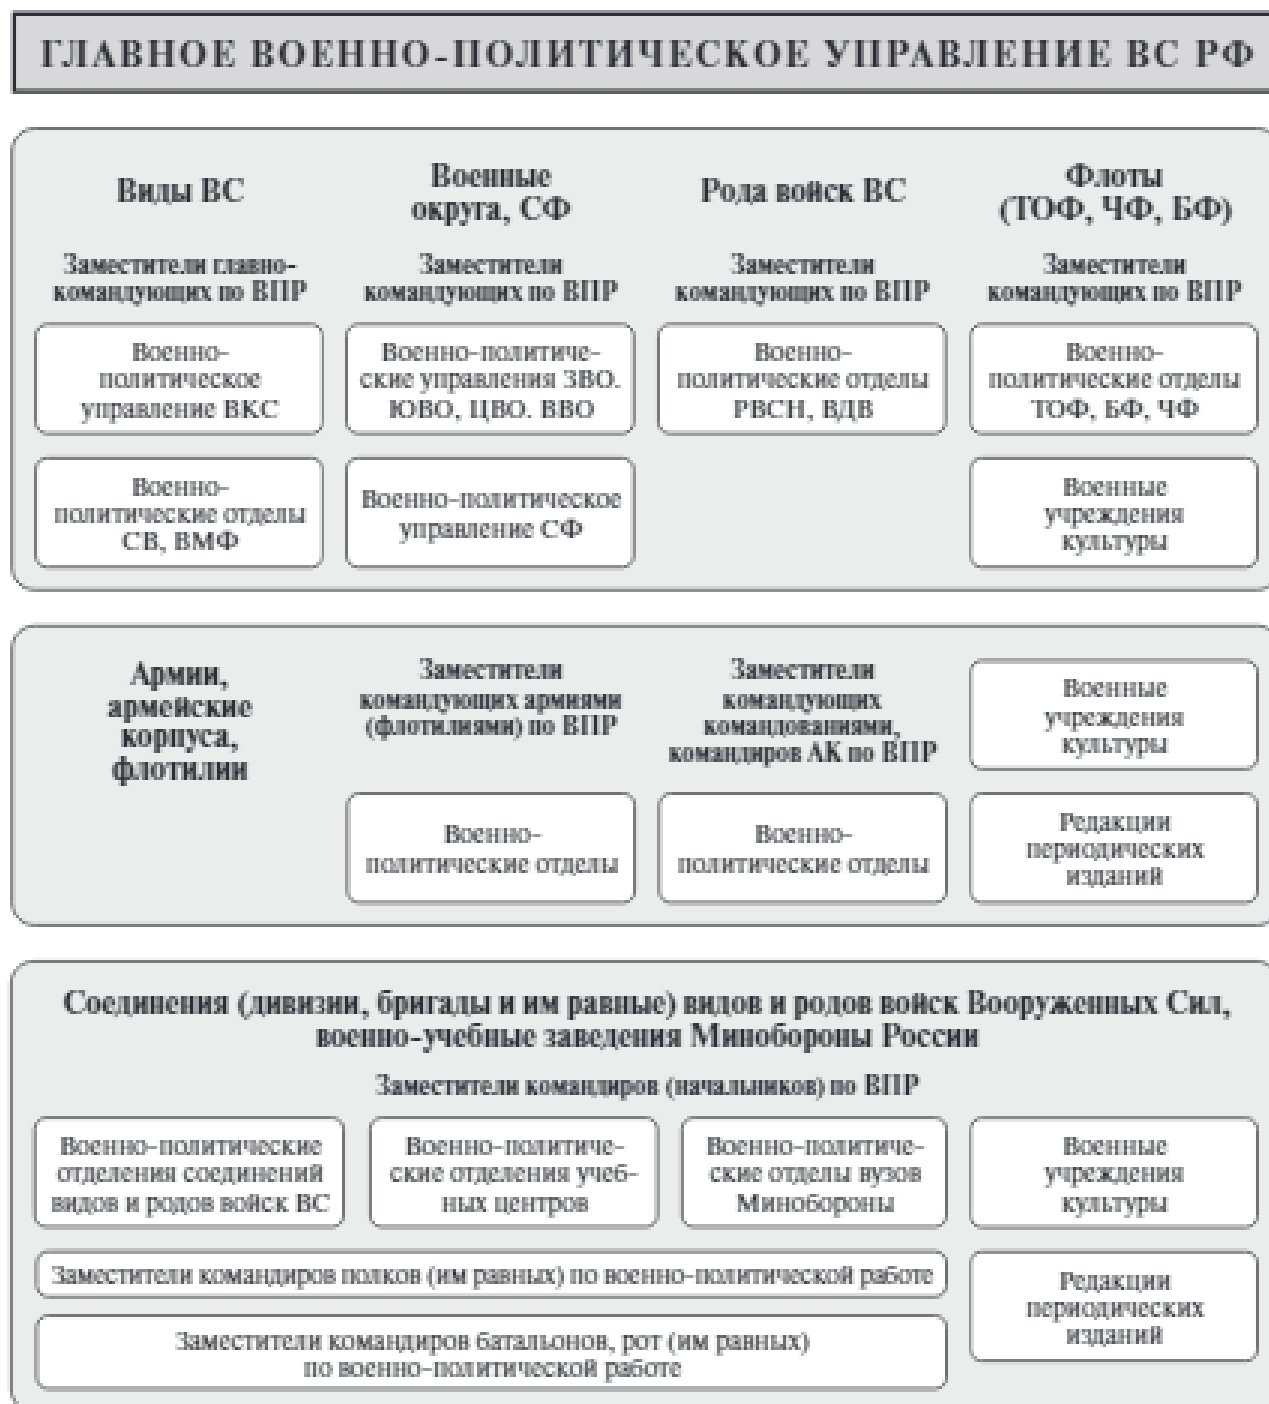 ГЛАВНОЕ ВОЕННО-ПОЛИТИЧЕСКОЕ УПРАВЛЕНИЕ ВС РФ
Виды ВС
Заместители главно-
командующих по ВПР
Военно-
политическое
управление ВКС
Военно-
политические отделы
СВ, ВМФ
Военные
округа, СФ
Заместители
командующих по ВПР
Военно-политиче-
ские управления ЗВО.
ЮВО, ЦВО. ВВО
Военно-политическое
управление СФ
Рода войск ВС
Заместители
командующих по ВПР
Военно-
политические отделы
РВСН, ВДВ
Флоты
(ТОФ, ЧФ, БФ)
Заместители
командующих по ВПР
Военно-
политические отделы
ТОФ, БФ, ЧФ
Военные
учреждения
культуры
Армии,
армейские
корпуса,
флотилии
Заместители
командующих армиями
(флотилиями) по ВПР
Военно-
политические отделы
Заместители
командующих
командованиями,
командиров АК по ВПР
Военно-
политические отделы
Военные
учреждения
культуры
Редакции
периодических
изданий
Соединения (дивизии, бригады и им равные) видов и родов войск Вооруженных Сил,
военно-учебные заведения Минобороны России
Заместители командиров (начальников) по ВПР
Военно-политические
отделения соединений
видов и родов войск ВС
Военно-политиче-
ские отделения учеб-
ных центров
Военно-политиче-
ские отделы вузов
Минобороны
Военные
учреждения
культуры
Заместители командиров полков (им равных) по военно-политической работе
Заместители командиров батальонов, рот (им равных)
по военно-политической работе
Редакции
периодических
изданий